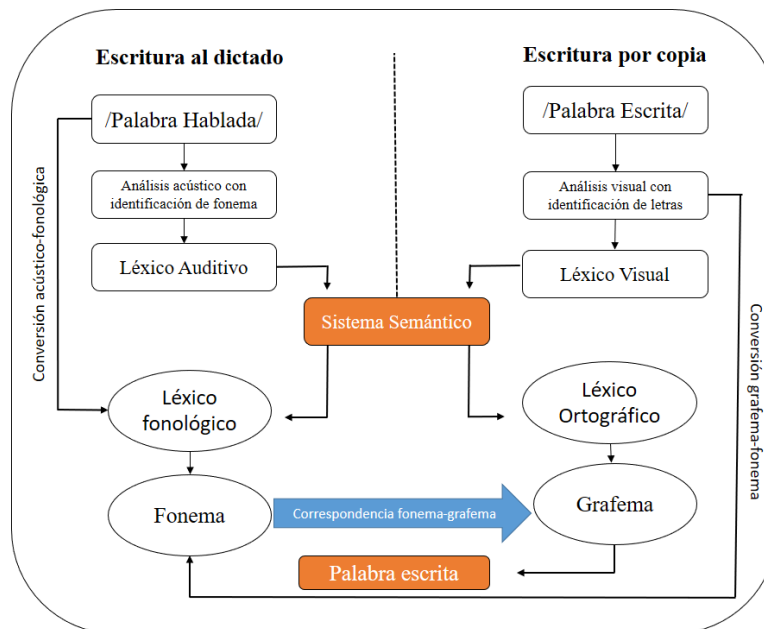 Escritura al dictado
Escritura por copia
/Palabra Hablada/
/Palabra Escrita/
Análisis acústico con
identificación de fonema
Análisis visual con
identificación de letras
Léxico Auditivo
Léxico Visual
Conversión acústico-fonológica
Conversión grafema-fonema
Sistema Semántico
Léxico
fonológico
Léxico
Ortográfico
Fonema
Correspondencia fonema-grafema
Grafema
Palabra escrita